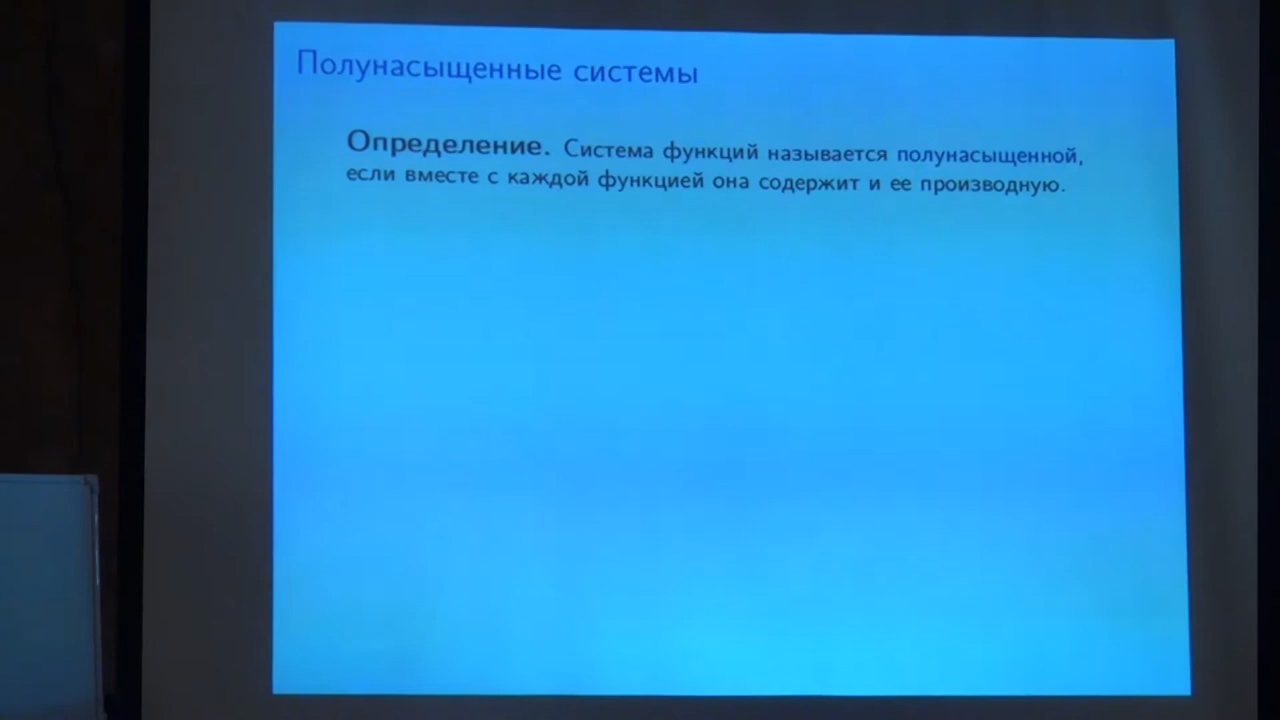 Полунасыщенные системы
Определение. Система функций называется полунасыщенной,
если вместе с каждой функцией она содержит и ее производную.